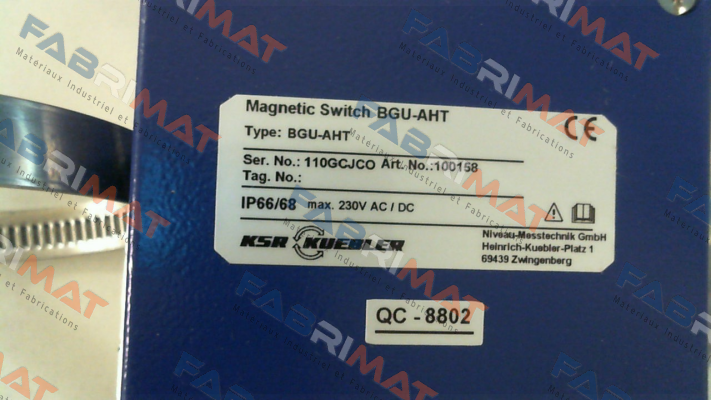 Magnetic Switch BGU-AHT
Type: BGU-AHT
CE
Ser. No.: 110GCJCO Art. No.:100158
Tag. No.:
IP66/68 max. 230V AC / DC
KSR KUEBLER
Niveau-Messtechnik GmbH
Heinrich-Kuebler-Platz 1
69439 Zwingenberg
QC - 8802
FABRIMAT
Materiaux Industriel et Fabrications